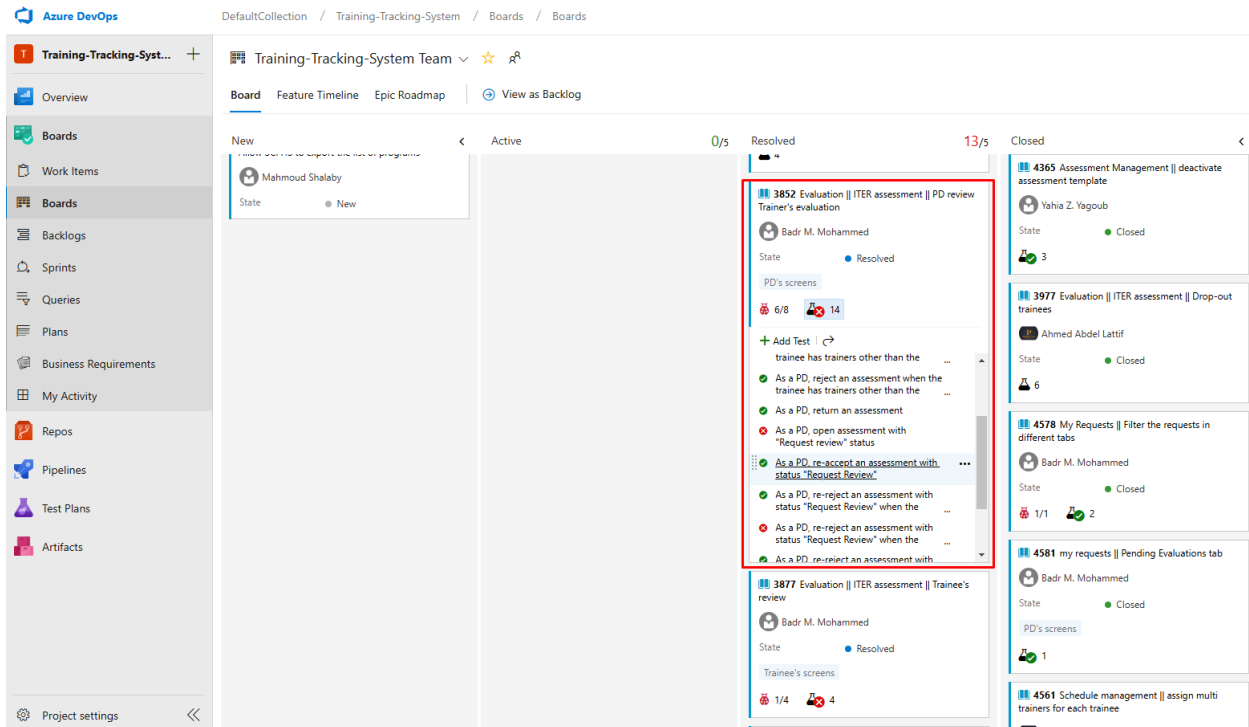 Azure DevOps
DefaultCollection / Training-Tracking-System / Boards / Boards
T Training-Tracking-Syst...
Training-Tracking-System Team
Overview
Board Feature Timeline Epic Roadmap View as Backlog
Boards
Work Items
Boards
Backlogs
Sprints
Queries
Plans
Business Requirements
My Activity
Repos
Pipelines
Test Plans
Artifacts
Project settings
New
Mahmoud Shalaby
State New
Active 0/5
Resolved 13/5
4
3852 Evaluation || ITER assessment || PD review
Trainer's evaluation
Badr M. Mohammed
State Resolved
PD's screens
6/8 14
Add Test
trainee has trainers other than the ...
As a PD, reject an assessment when the
trainee has trainers other than the ...
As a PD, return an assessment
As a PD, open assessment with
"Request review" status
As a PD, re-accept an assessment with ...
status "Request Review"
As a PD, re-reject an assessment with
status "Request Review" when the ...
As a PD, re-reject an assessment with
status "Request Review" when the ...
As a PD, re-reject an assessment with
3877 Evaluation || ITER assessment || Trainee's
review
Badr M. Mohammed
State Resolved
Trainee's screens
1/4 4
Closed
4365 Assessment Management || deactivate
assessment template
Yahia Z. Yagoub
State Closed
3
3977 Evaluation || ITER assessment || Drop-out
trainees
Ahmed Abdel Lattif
State Closed
6
4578 My Requests || Filter the requests in
different tabs
Badr M. Mohammed
State Closed
1/1 2
4581 my requests || Pending Evaluations tab
Badr M. Mohammed
State Closed
PD's screens
1
4561 Schedule management || assign multi
trainers for each trainee